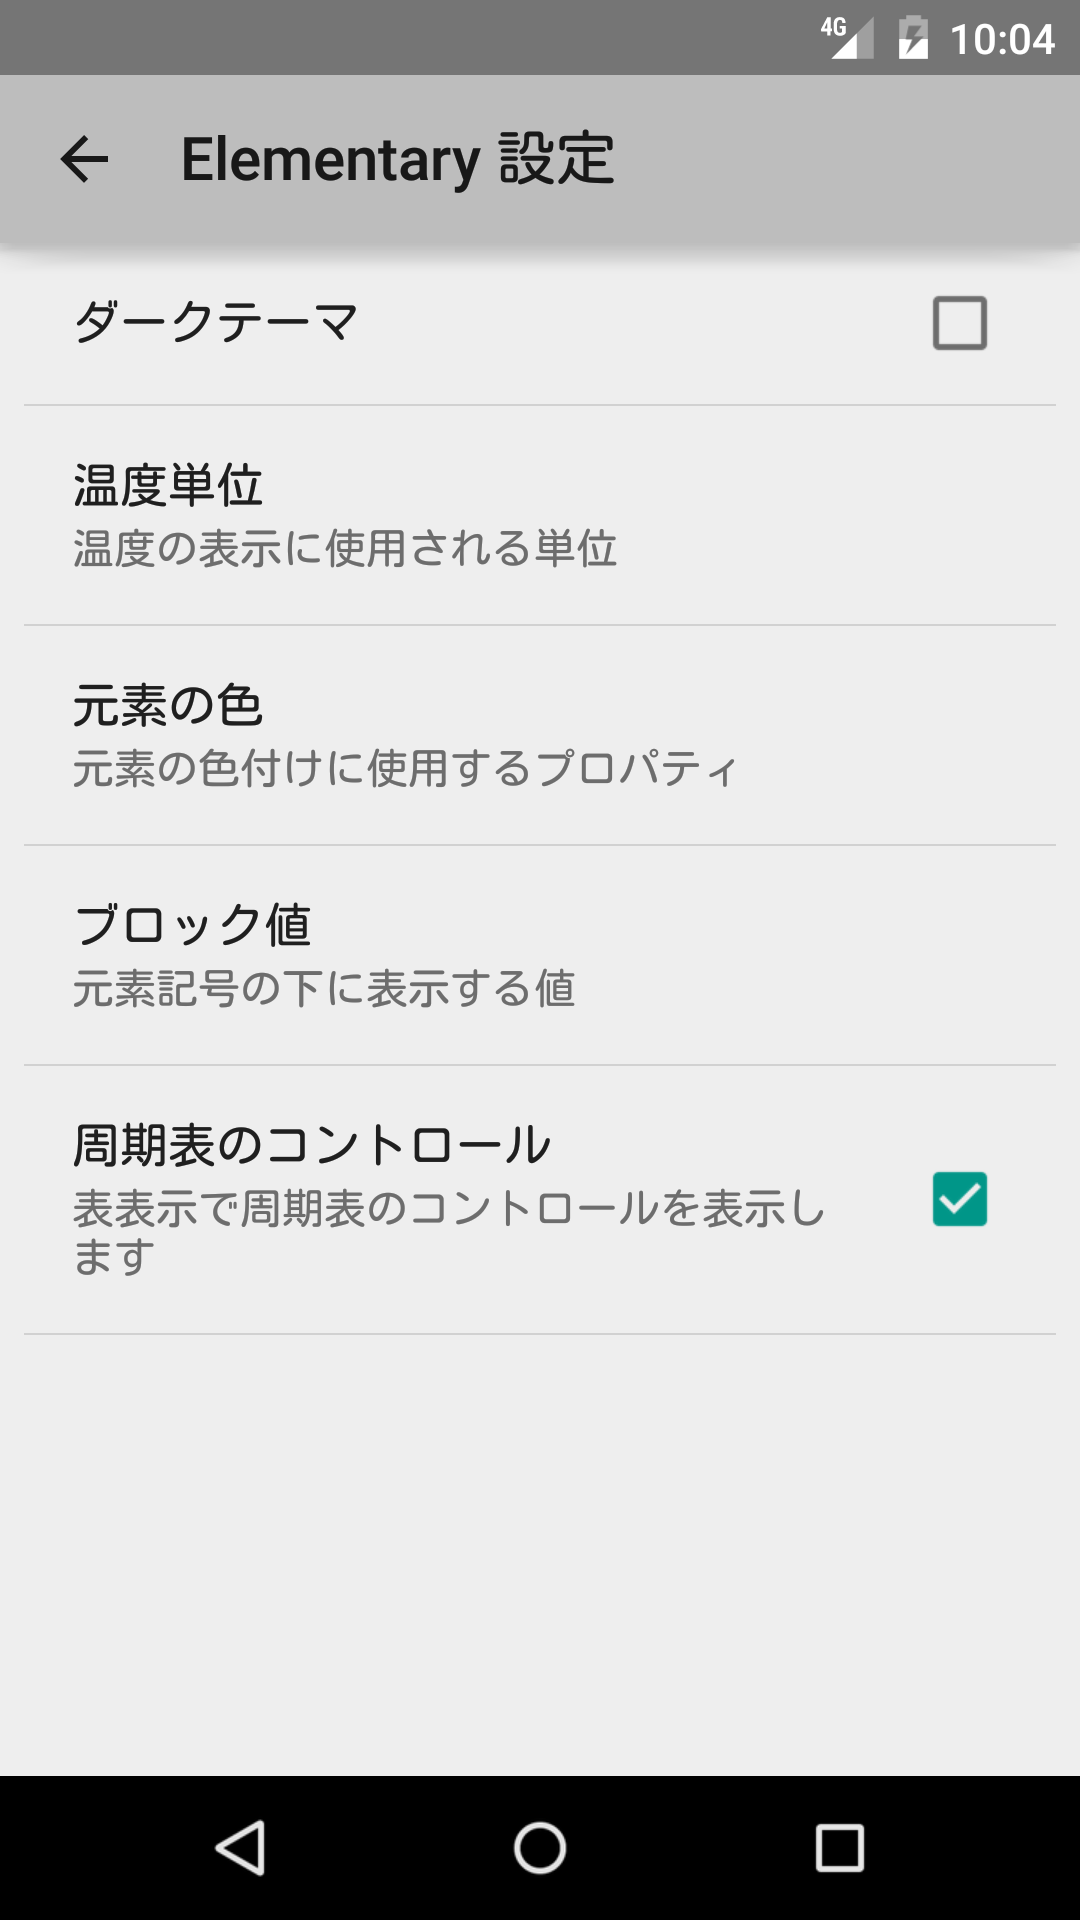 4G 10:04
Elementary 設定
ダークテーマ
温度単位
温度の表示に使用される単位
元素の色
元素の色付けに使用するプロパティ
ブロック値
元素記号の下に表示する値
周期表のコントロール
表表示で周期表のコントロールを表示し
ます